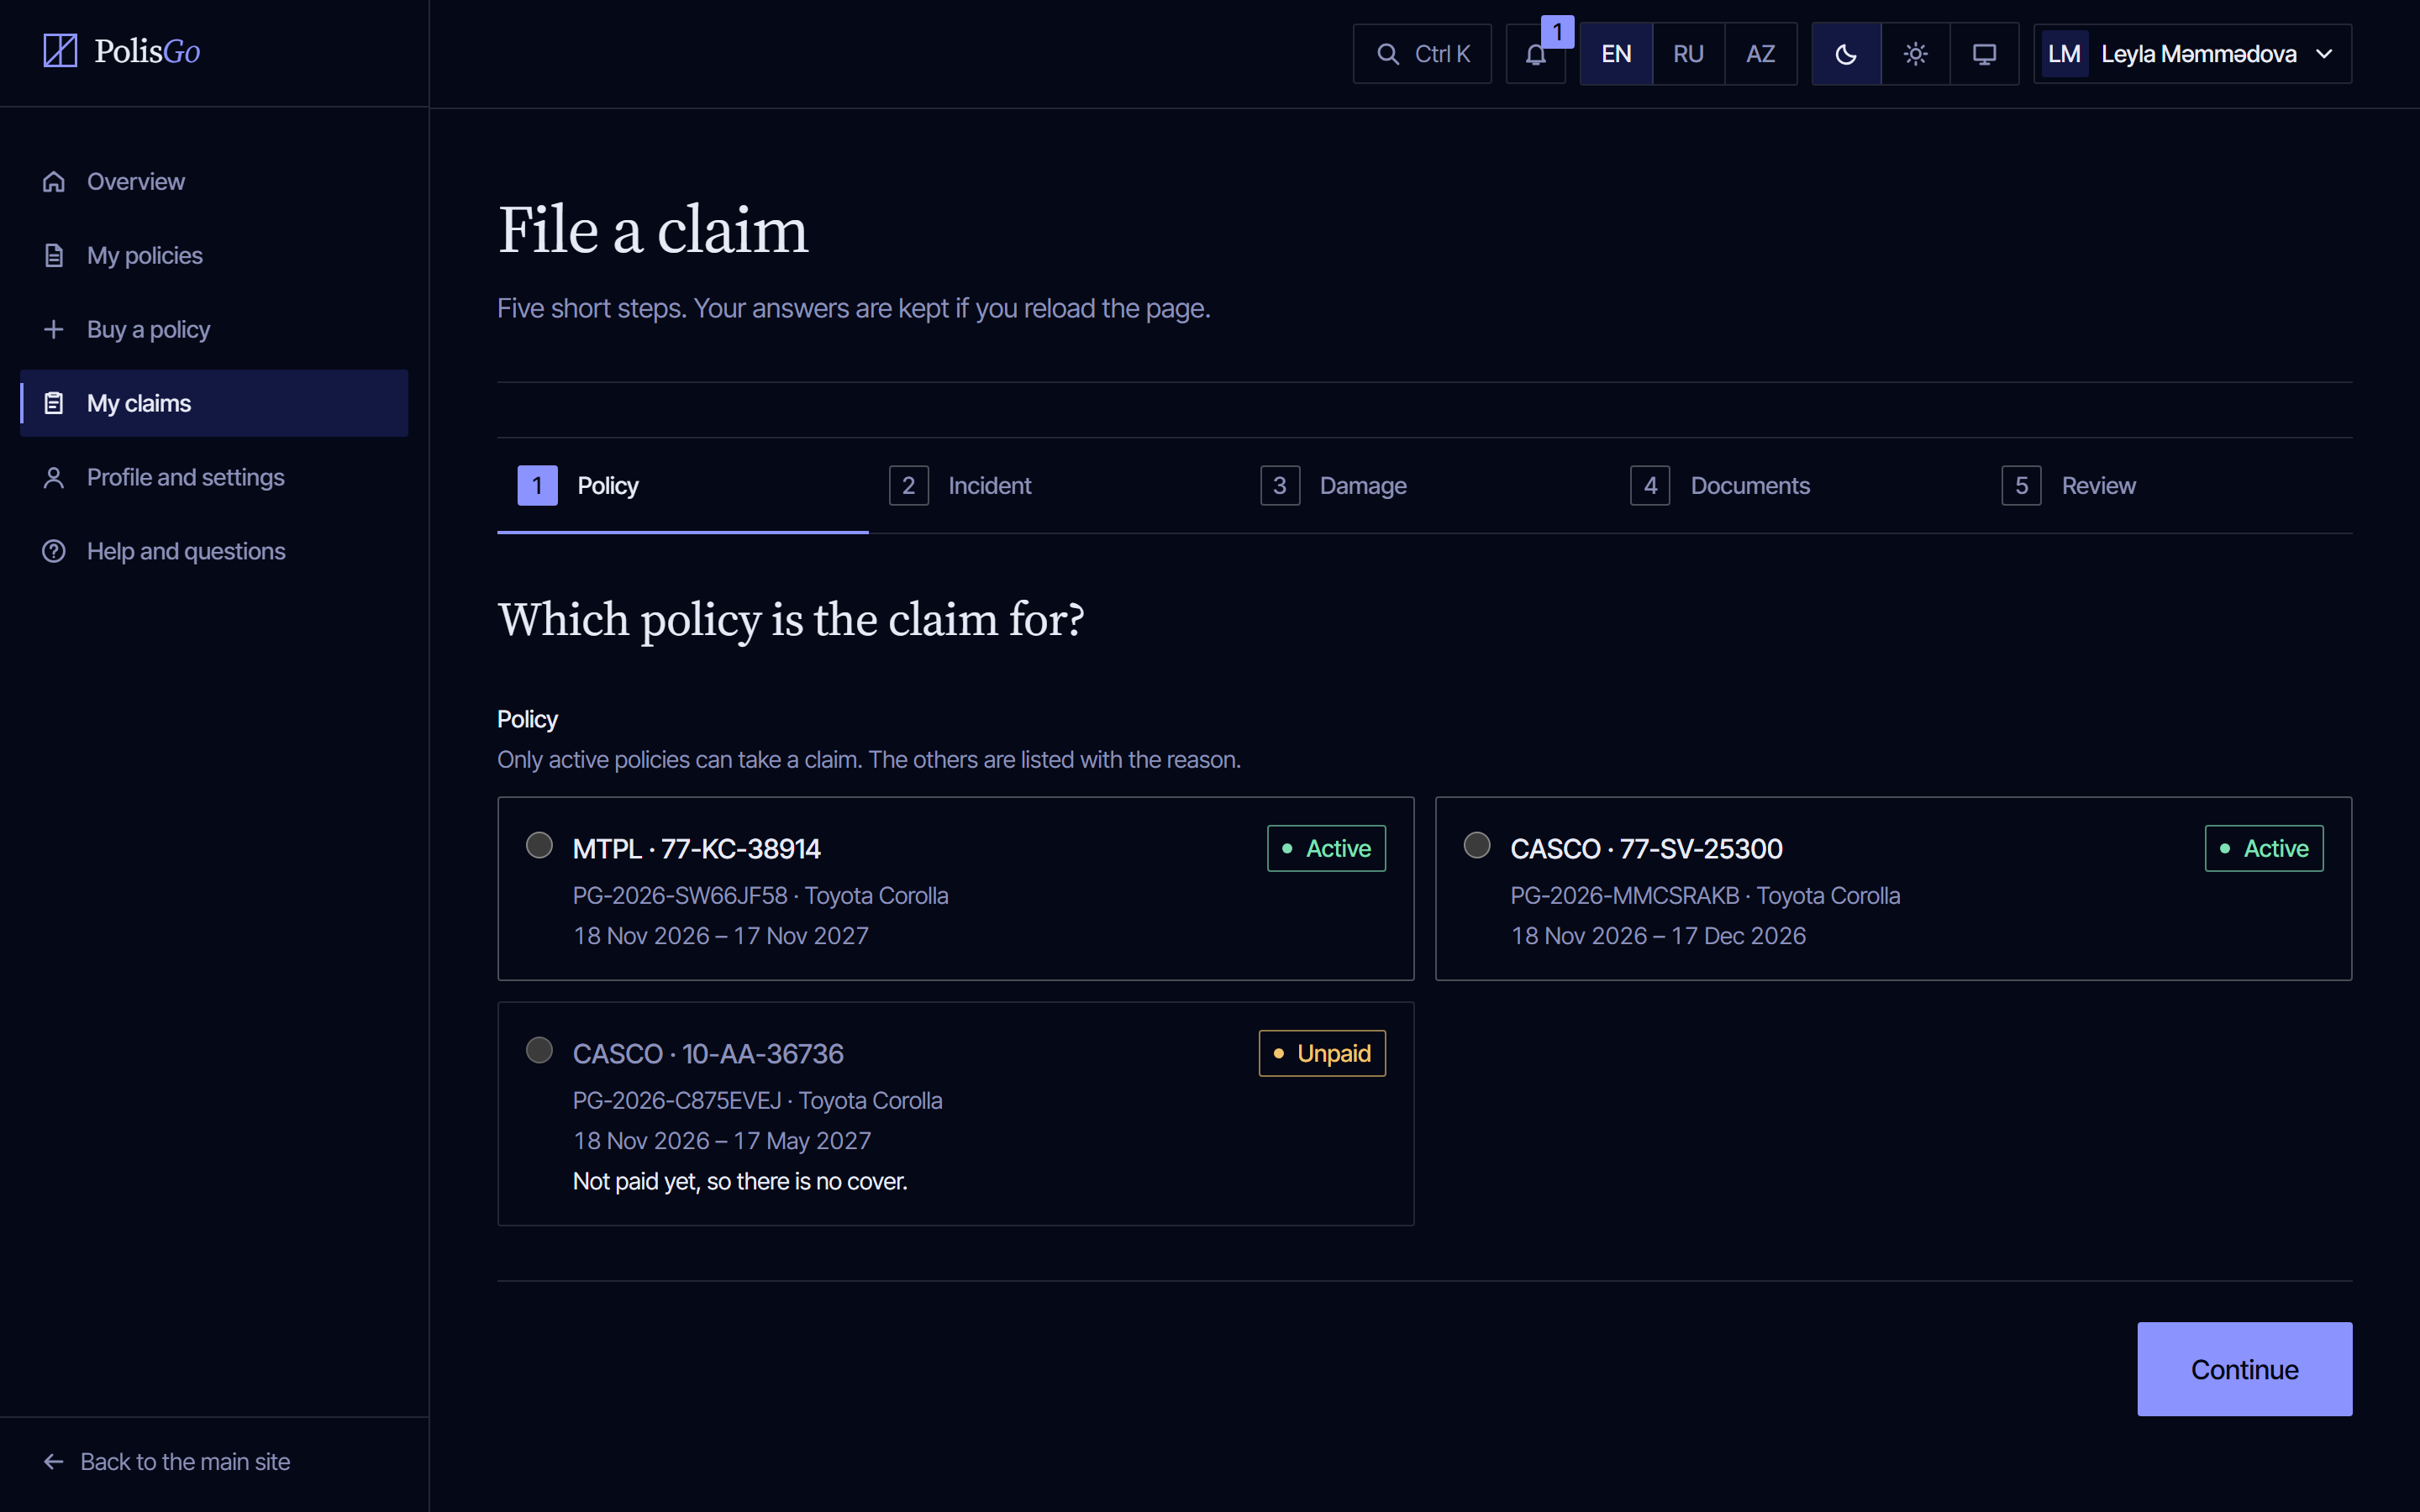 PolisGo
Ctrl K
1
EN
RU
AZ
LM
Leyla Məmmədova
Overview
My policies
Buy a policy
My claims
Profile and settings
Help and questions
Back to the main site
File a claim
Five short steps. Your answers are kept if you reload the page.
1 Policy
2 Incident
3 Damage
4 Documents
5 Review
Which policy is the claim for?
Policy
Only active policies can take a claim. The others are listed with the reason.
MTPL · 77-KC-38914
Active
PG-2026-SW66JF58 · Toyota Corolla
18 Nov 2026 – 17 Nov 2027
CASCO · 77-SV-25300
Active
PG-2026-MMCSRAKB · Toyota Corolla
18 Nov 2026 – 17 Dec 2026
CASCO · 10-AA-36736
Unpaid
PG-2026-C875EVEJ · Toyota Corolla
18 Nov 2026 – 17 May 2027
Not paid yet, so there is no cover.
Continue